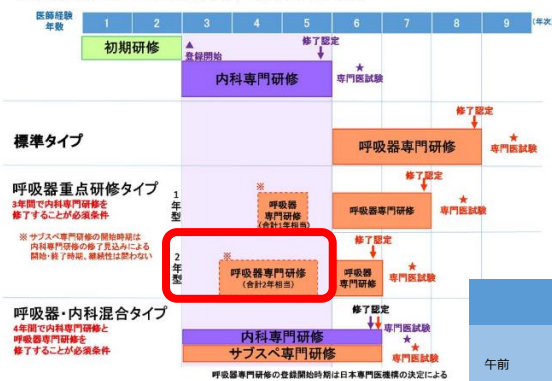 医師経験
年数
1 2 3 4 5 6 7 8 9 (年次
初期研修
▲
登録開始
修了認定
内科専門研修
★
専門医試験
標準タイプ
修了認定
呼吸器専門研修
★
専門医試験
呼吸器重点研修タイプ
3年間で内科専門研修を
修了することが必須条件
1年型
※
呼吸器
専門研修
(合計1年相当)
修了認定
呼吸器専門研修
★
専門医試験
※ サブスペ専門研修の開始時期は
内科専門研修の修了見込みによる
開始・終了時期、継続性は問わない
2年型
※
呼吸器専門研修
(合計2年相当)
修了認定
呼吸器
専門研修
★
専門医試験
呼吸器・内科混合タイプ
4年間で内科専門研修と
呼吸器専門研修を
修了することが必須条件
修了認定
内科専門研修
サブスペ専門研修
専門医試験
★
★
専門医試験
呼吸器専門研修の登録開始時期は日本専門医機構の決定による
午前